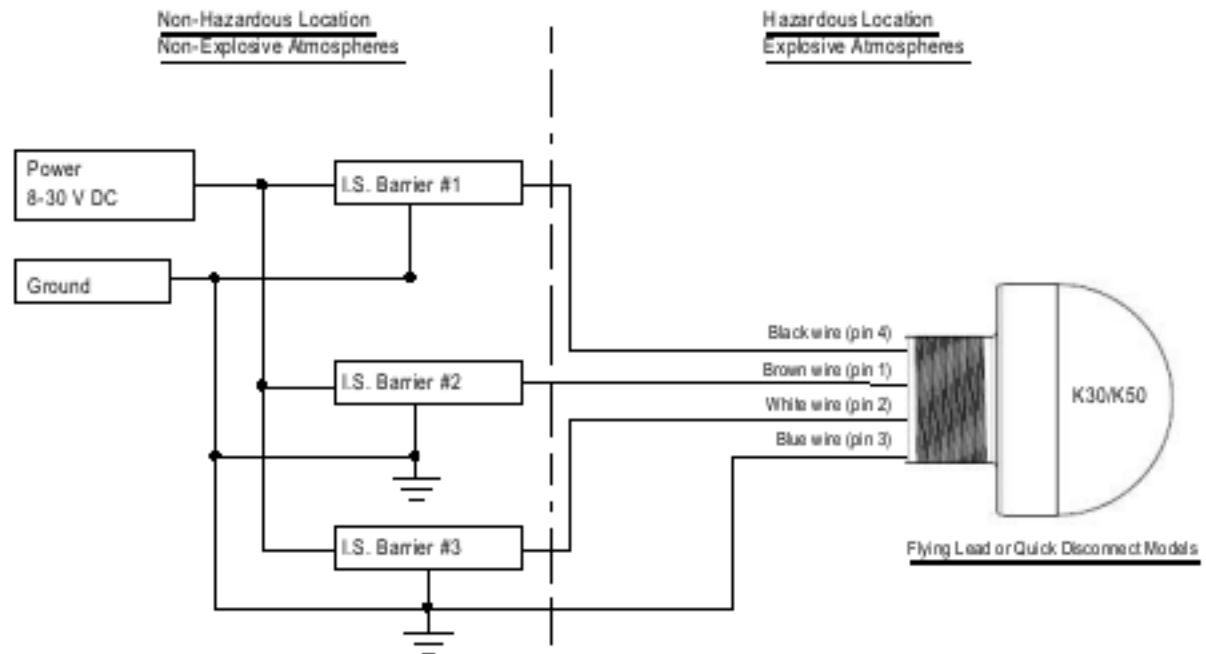 Non-Hazardous Location
Non-Explosive Atmospheres
Hazardous Location
Explosive Atmospheres
Power
8-30 V DC
I.S. Barrier #1
Ground
Black wire (pin 4)
I.S. Barrier #2
Brown wire (pin 1)
White wire (pin 2)
Blue wire (pin 3)
K30/K50
I.S. Barrier #3
Flying Lead or Quick Disconnect Models